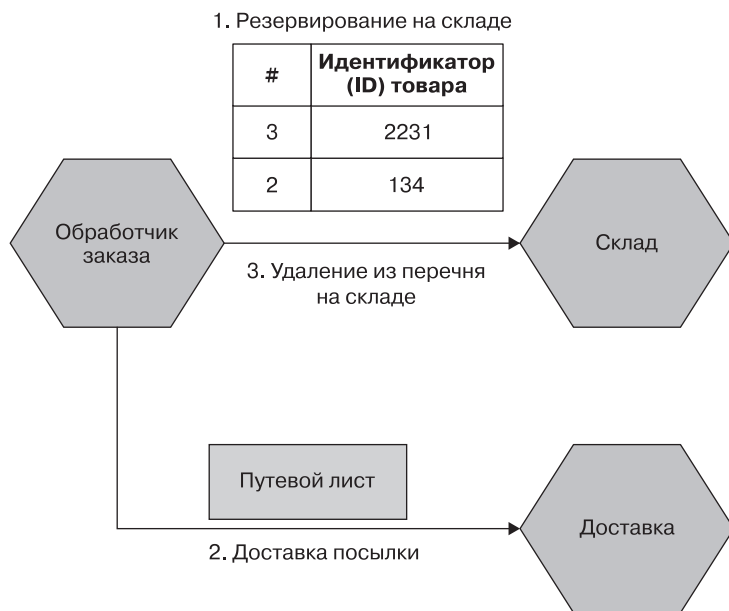 1. Резервирование на складе
# Идентификатор
(ID) товара
3 2231
2 134
Обработчик
заказа
Склад
3. Удаление из перечня
на складе
Путевой лист
Доставка
2. Доставка посылки